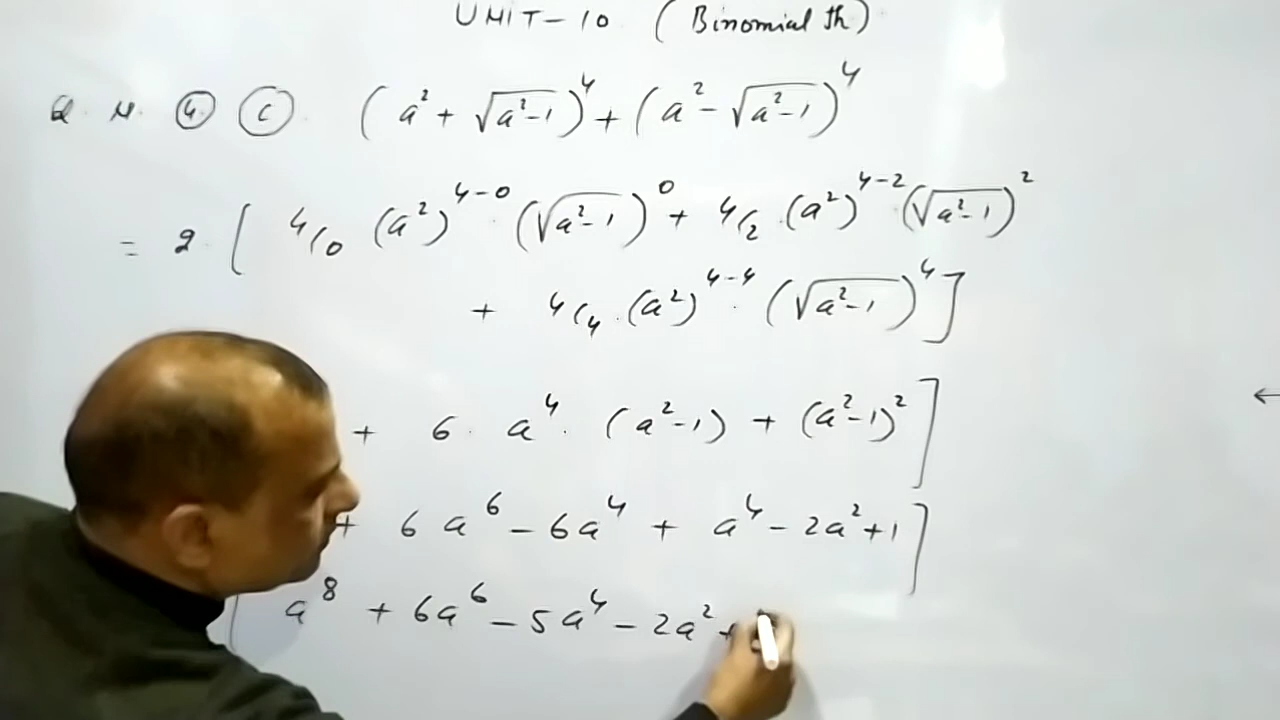 UNIT-10 (Binomial th)
Q. N. 4. C (a² + √(a²-1))⁴ + (a² - √(a²-1))⁴
= 2 [ 4C0 (a²)⁴⁻⁰ (√(a²-1))⁰ + 4C2 (a²)⁴⁻² (√(a²-1))²
+ 4C4 (a²)⁴⁻⁴ (√(a²-1))⁴ ]
+ 6 a⁴ (a²-1) + (a²-1)² ]
+ 6a⁶ - 6a⁴ + a⁴ - 2a² + 1 ]
a⁸ + 6a⁶ - 5a⁴ - 2a² +
←